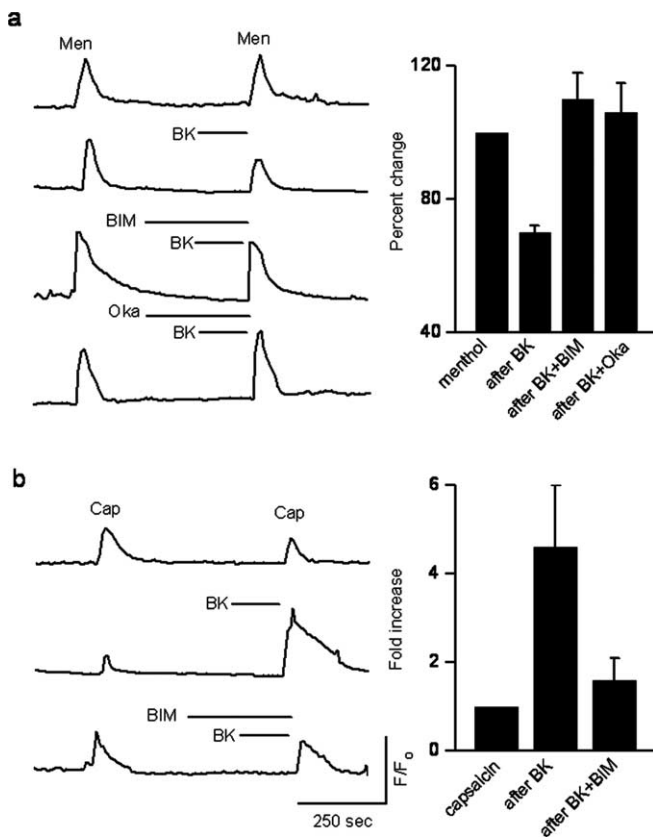 a
Men Men
BK
BIM
BK
Oka
BK
120
80
40
Percent change
menthol
after BK
after BK+BIM
after BK+Oka
b
Cap Cap
BK
BIM
BK
F/Fo
250 sec
6
4
2
0
Fold increase
capsaicin
after BK
after BK+BIM